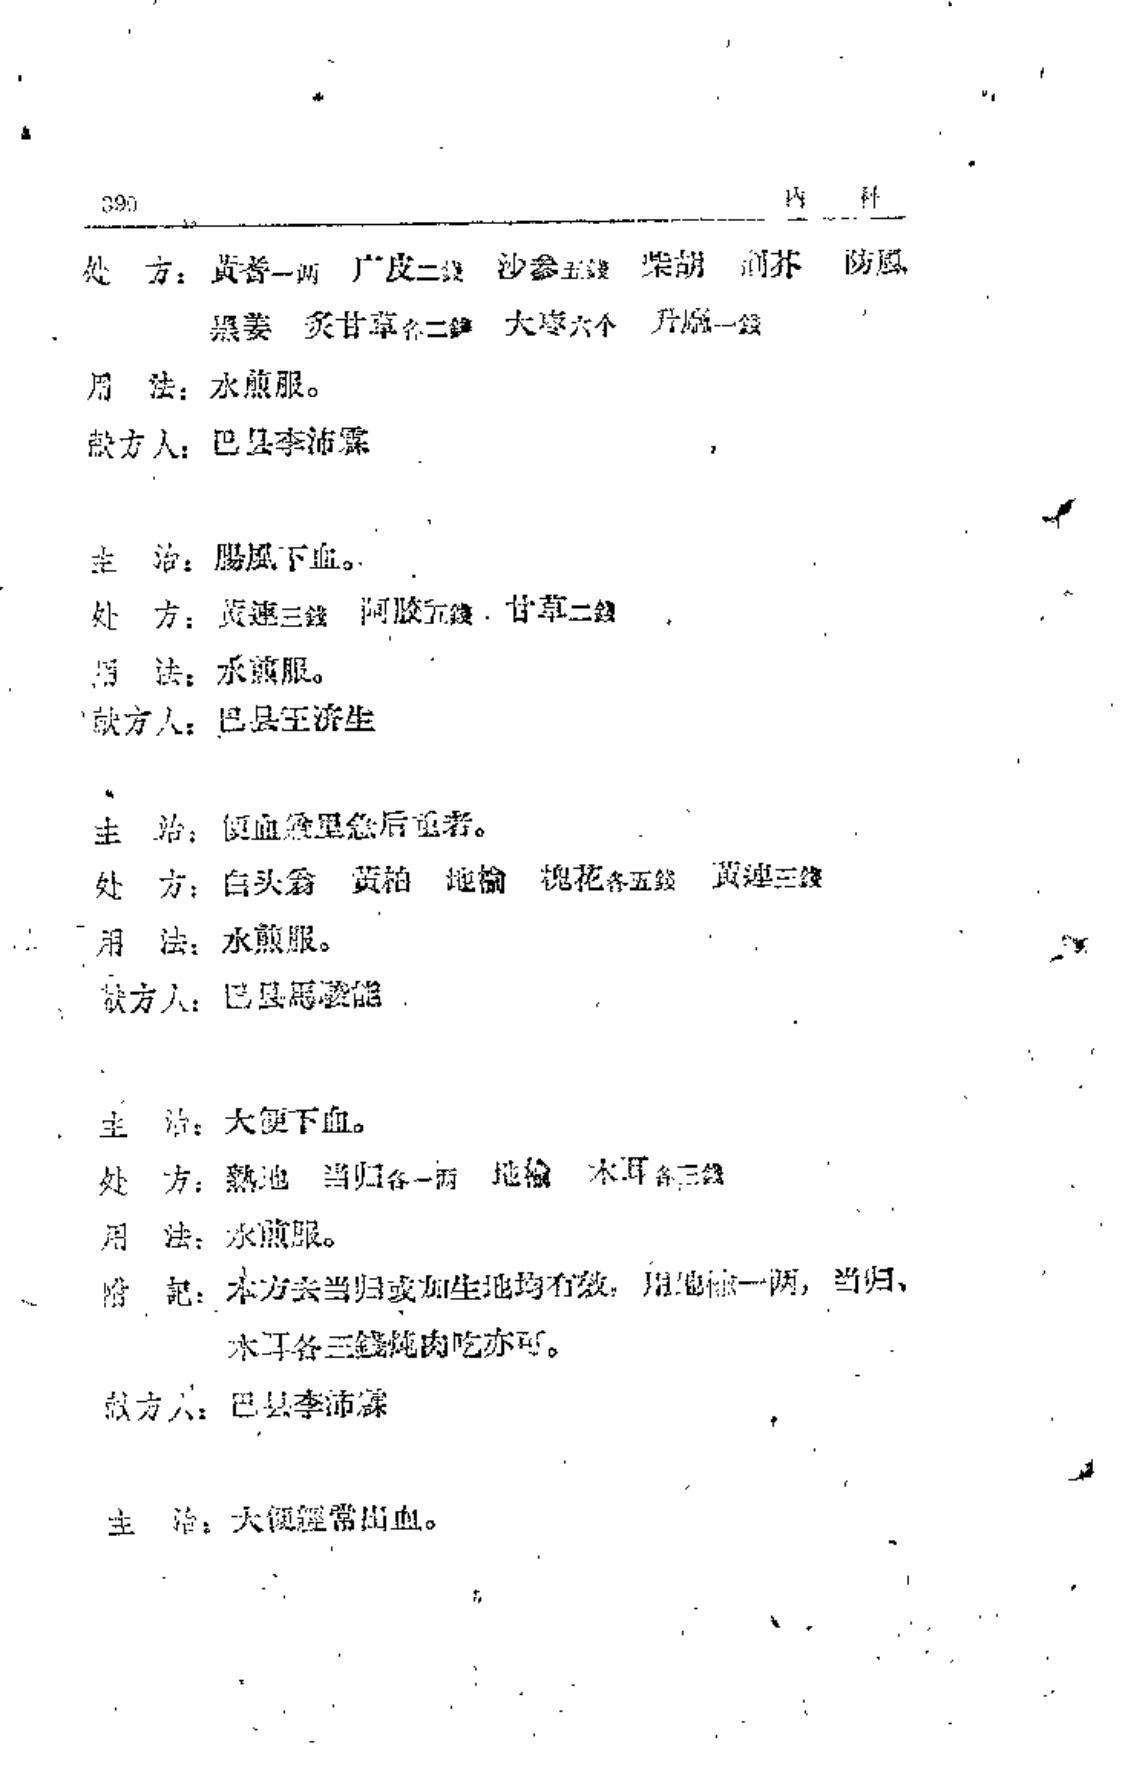 390 内 科
处 方：黃耆一兩 广皮二錢 沙參五錢 柴胡 荆芥 防風
黑姜 炙甘草各二錢 大枣六个 升麻一錢
用 法：水煎服。
献方人：巴县李沛霖
主 治：腸風下血。
处 方：黃連三錢 阿胶五錢 甘草二錢
用 法：水煎服。
献方人：巴县王济生
主 治：便血兼里急后重者。
处 方：白头翁 黃柏 地榆 槐花各五錢 黃連三錢
用 法：水煎服。
献方人：巴县馬駿能
主 治：大便下血。
处 方：熟地 当归各一两 地榆 木耳各三錢
用 法：水煎服。
附 記：本方去当归或加生地均有效，用地榆一两，当归、
木耳各三錢炖肉吃亦可。
献方人：巴县李沛霖
主 治：大便經常出血。